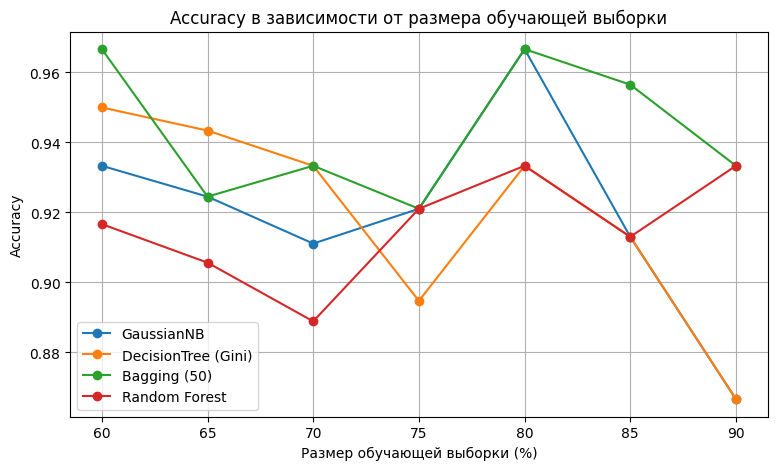 Accuracy в зависимости от размера обучающей выборки
Accuracy
0.96
0.94
0.92
0.90
0.88
GaussianNB
DecisionTree (Gini)
Bagging (50)
Random Forest
60 65 70 75 80 85 90
Размер обучающей выборки (%)